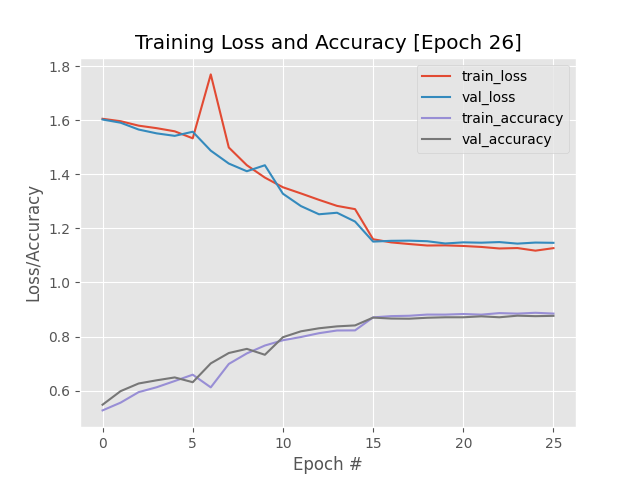 Training Loss and Accuracy [Epoch 26]
train_loss
val_loss
train_accuracy
val_accuracy
Loss/Accuracy
1.8
1.6
1.4
1.2
1.0
0.8
0.6
0 5 10 15 20 25
Epoch #